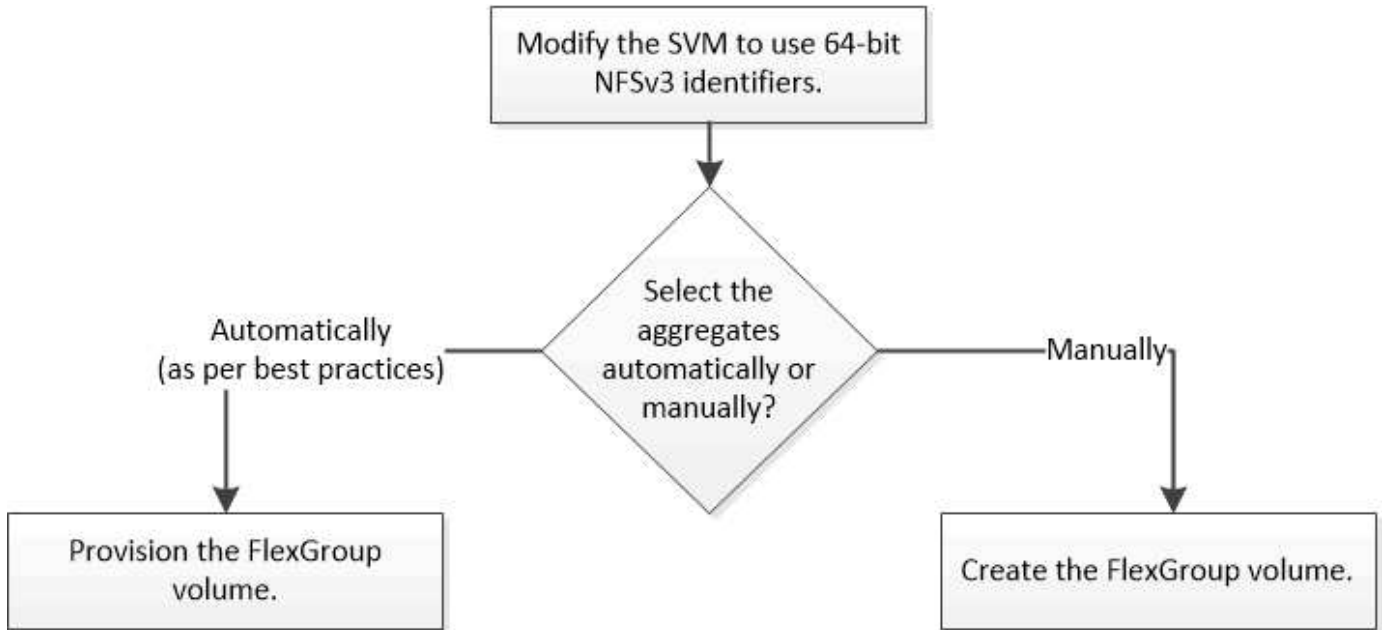 Modify the SVM to use 64-bit
NFSv3 identifiers.
Select the
aggregates
automatically or
manually?
Automatically
(as per best practices)
Manually
Provision the FlexGroup
volume.
Create the FlexGroup volume.